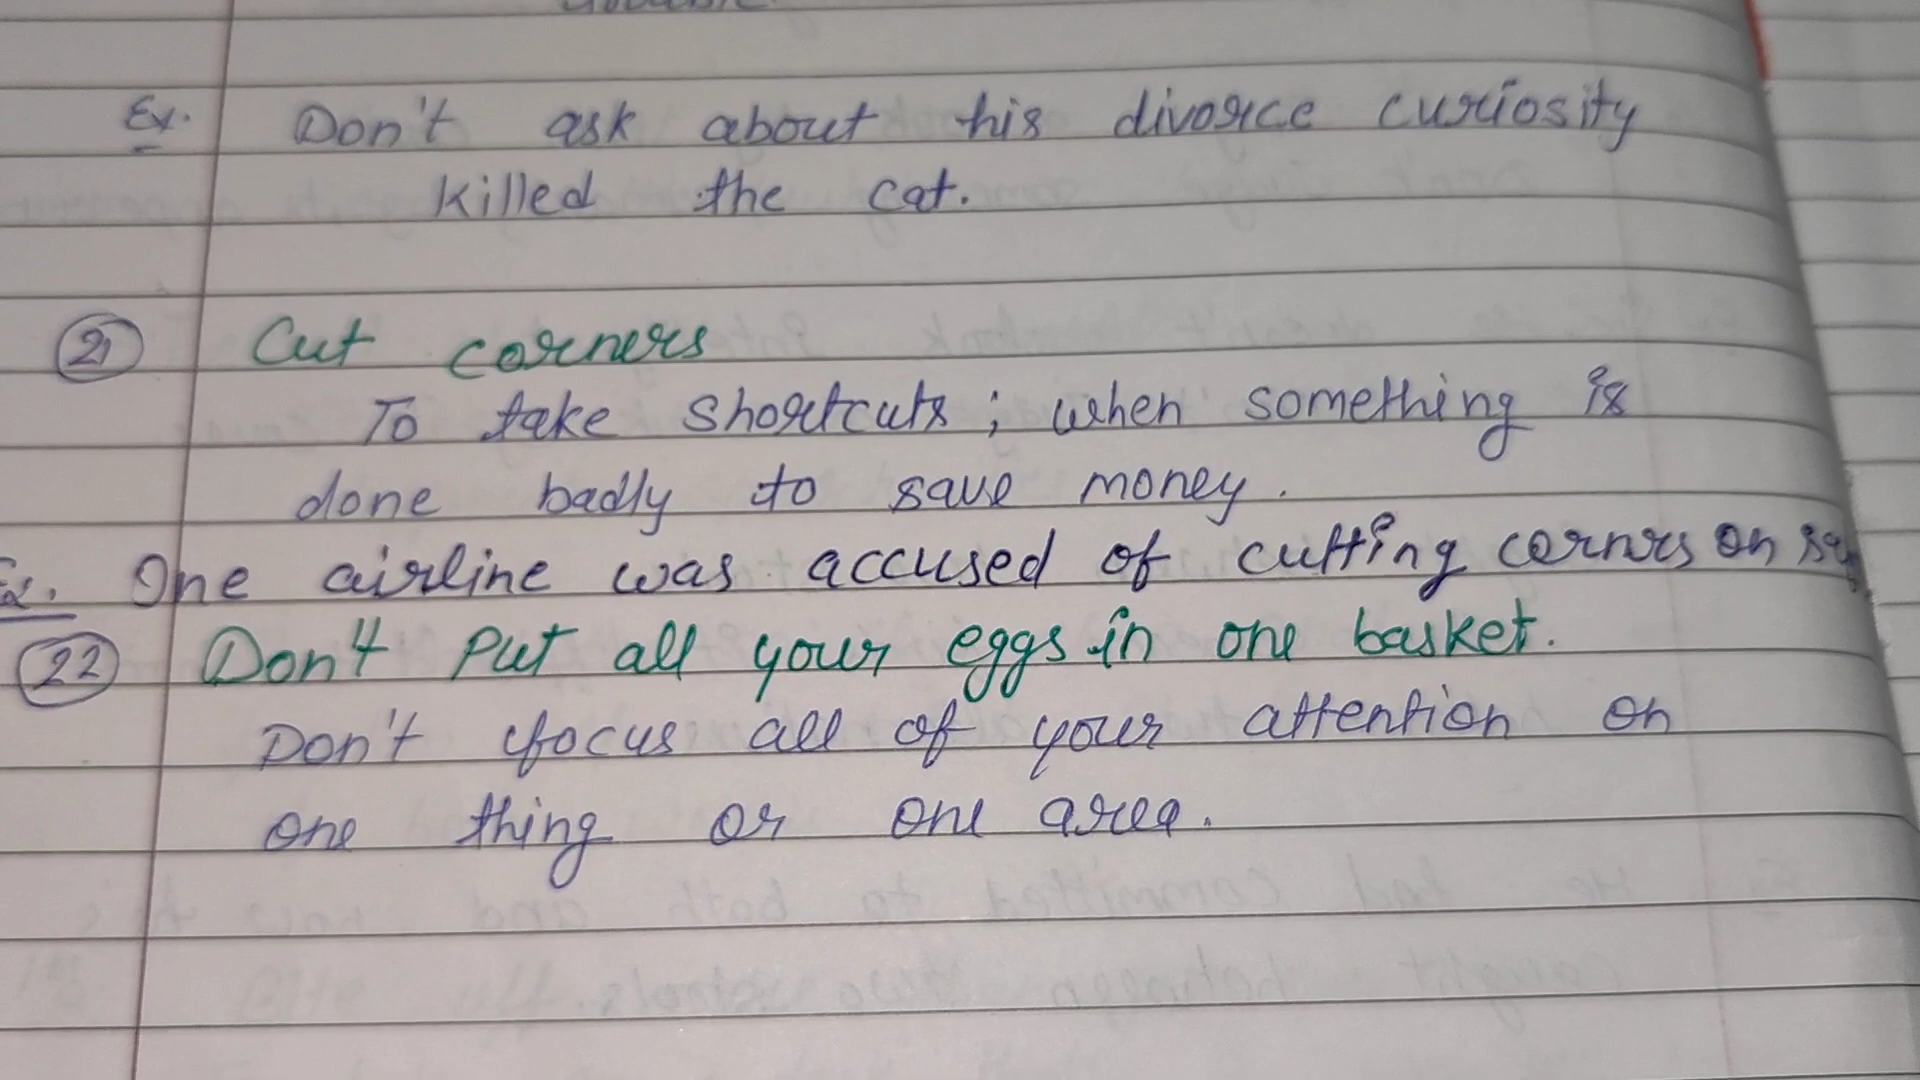 Ex. Don't ask about his divorce curiosity
killed the cat.
21 Cut corners
To take shortcuts; when something is
done badly to save money.
Ex. One airline was accused of cutting corners on
22 Don't Put all your eggs in one basket.
Don't focus all of your attention on
one thing or one area.